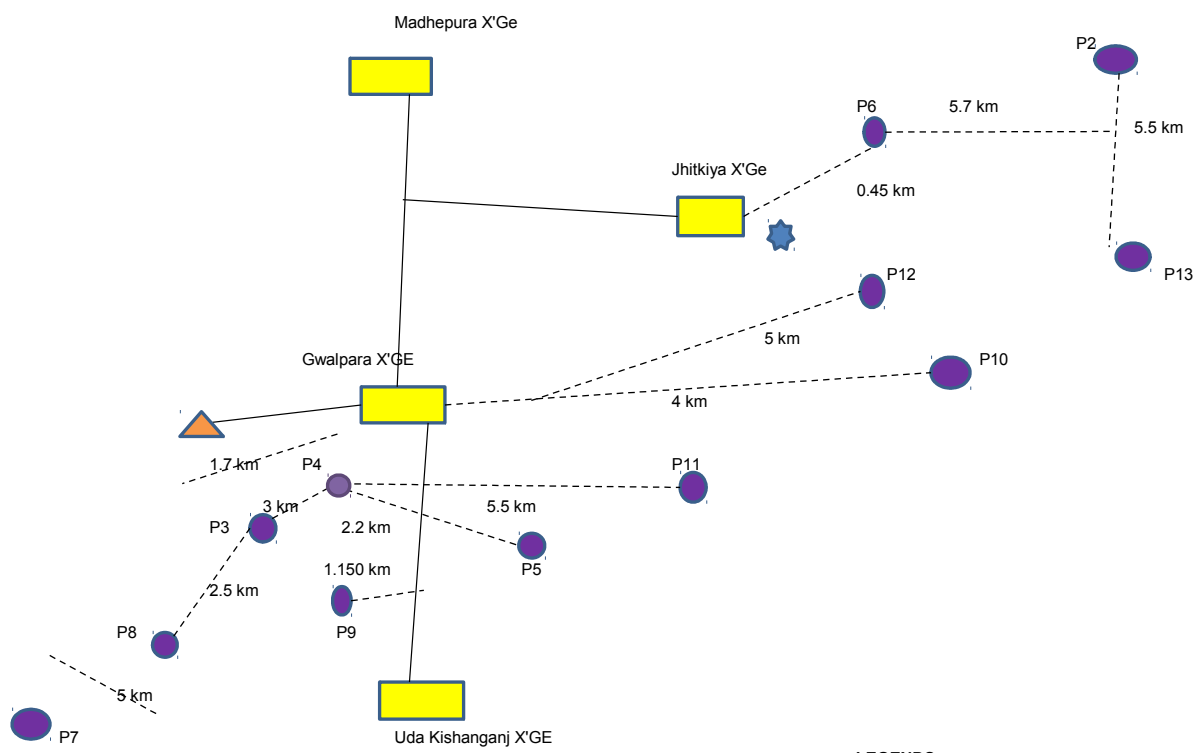 Madhepura X'Ge
P2
P6
5.7 km
5.5 km
Jhitkiya X'Ge
0.45 km
P12
P13
5 km
Gwalpara X'GE
P10
4 km
1.7 km
P4
P11
3 km
5.5 km
P3
2.2 km
1.150 km
P5
2.5 km
P8
P9
5 km
P7
Uda Kishanganj X'GE
LEGENDS